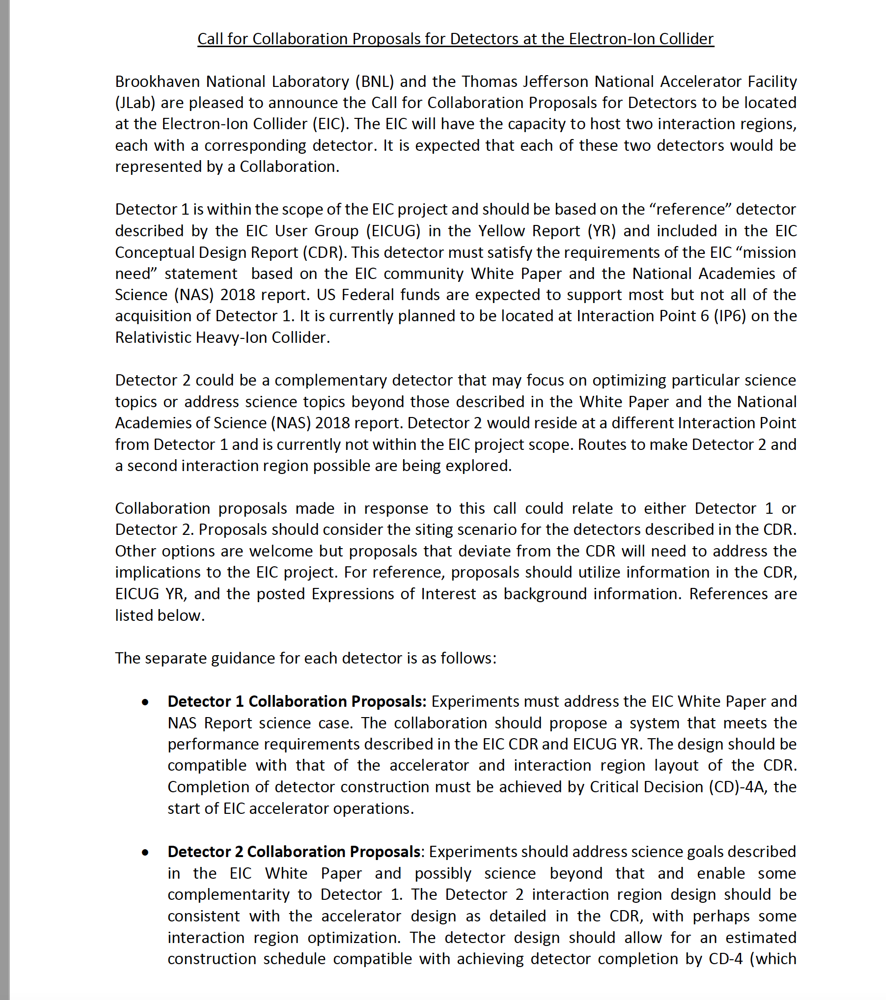 Call for Collaboration Proposals for Detectors at the Electron-Ion Collider
Brookhaven National Laboratory (BNL) and the Thomas Jefferson National Accelerator Facility
(JLab) are pleased to announce the Call for Collaboration Proposals for Detectors to be located
at the Electron-Ion Collider (EIC). The EIC will have the capacity to host two interaction regions,
each with a corresponding detector. It is expected that each of these two detectors would be
represented by a Collaboration.
Detector 1 is within the scope of the EIC project and should be based on the “reference” detector
described by the EIC User Group (EICUG) in the Yellow Report (YR) and included in the EIC
Conceptual Design Report (CDR). This detector must satisfy the requirements of the EIC “mission
need” statement  based on the EIC community White Paper and the National Academies of
Science (NAS) 2018 report. US Federal funds are expected to support most but not all of the
acquisition of Detector 1. It is currently planned to be located at Interaction Point 6 (IP6) on the
Relativistic Heavy-Ion Collider.
Detector 2 could be a complementary detector that may focus on optimizing particular science
topics or address science topics beyond those described in the White Paper and the National
Academies of Science (NAS) 2018 report. Detector 2 would reside at a different Interaction Point
from Detector 1 and is currently not within the EIC project scope. Routes to make Detector 2 and
a second interaction region possible are being explored.
Collaboration proposals made in response to this call could relate to either Detector 1 or
Detector 2. Proposals should consider the siting scenario for the detectors described in the CDR.
Other options are welcome but proposals that deviate from the CDR will need to address the
implications to the EIC project. For reference, proposals should utilize information in the CDR,
EICUG YR, and the posted Expressions of Interest as background information. References are
listed below.
The separate guidance for each detector is as follows:
• Detector 1 Collaboration Proposals: Experiments must address the EIC White Paper and
NAS Report science case. The collaboration should propose a system that meets the
performance requirements described in the EIC CDR and EICUG YR. The design should be
compatible with that of the accelerator and interaction region layout of the CDR.
Completion of detector construction must be achieved by Critical Decision (CD)-4A, the
start of EIC accelerator operations.
• Detector 2 Collaboration Proposals: Experiments should address science goals described
in the EIC White Paper and possibly science beyond that and enable some
complementarity to Detector 1. The Detector 2 interaction region design should be
consistent with the accelerator design as detailed in the CDR, with perhaps some
interaction region optimization. The detector design should allow for an estimated
construction schedule compatible with achieving detector completion by CD-4 (which